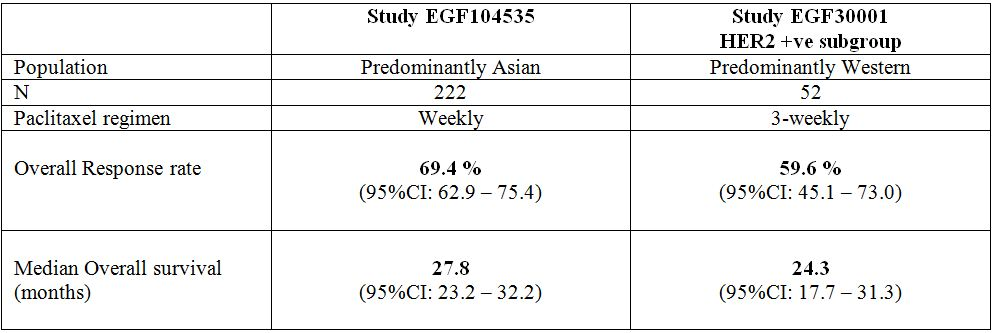 Study EGF104535 Study EGF30001
HER2 +ve subgroup
Population Predominantly Asian Predominantly Western
N 222 52
Paclitaxel regimen Weekly 3-weekly
Overall Response rate 69.4 % 59.6 %
(95%CI: 62.9 – 75.4) (95%CI: 45.1 – 73.0)
Median Overall survival 27.8 24.3
(months) (95%CI: 23.2 – 32.2) (95%CI: 17.7 – 31.3)